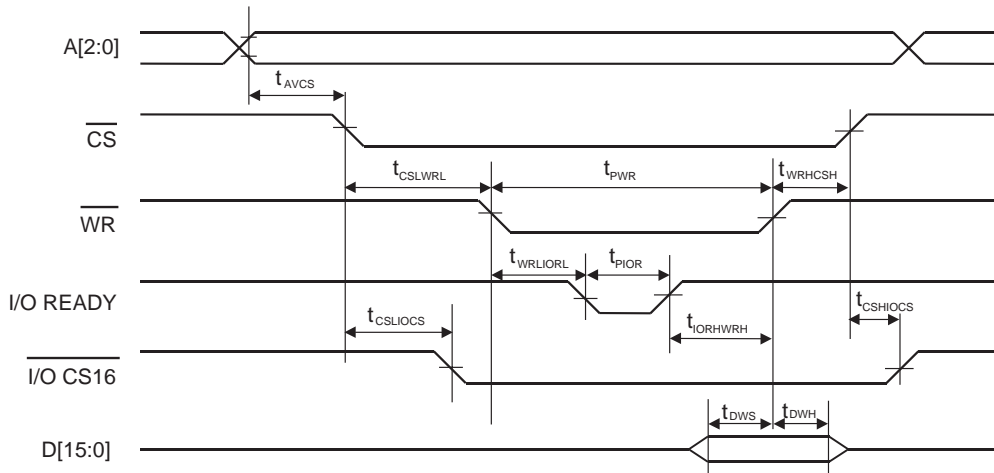 A[2:0]
tAVCS
CS
tCSLWRL
tPWR
tWRHCSH
WR
tWRLIORL
tPIOR
I/O READY
tCSLIOCS
tIORHWRH
tCSHIOCS
I/O CS16
tDWS
tDWH
D[15:0]